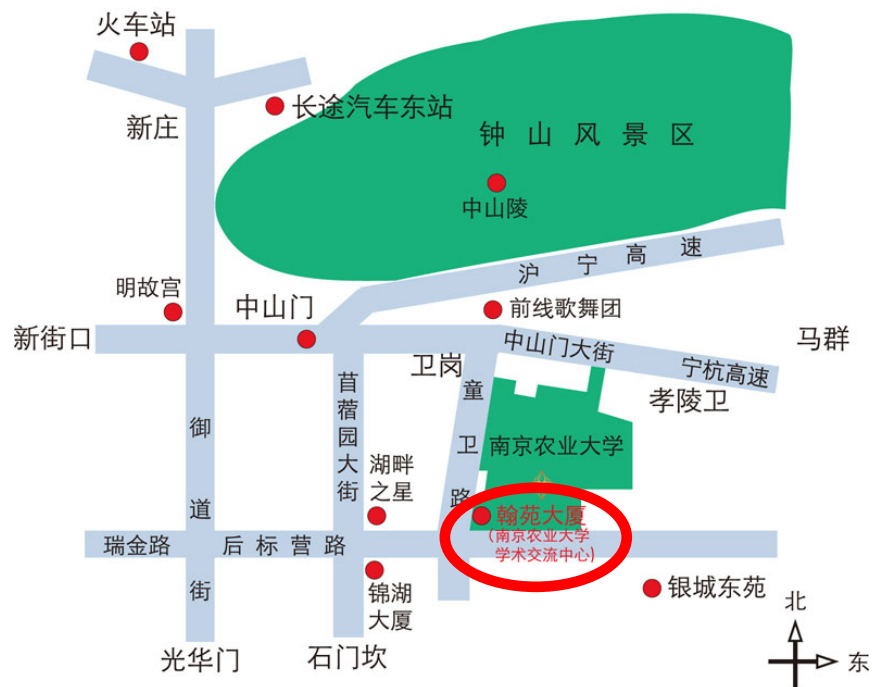 火车站
长途汽车东站
新庄
钟山风景区
中山陵
沪宁高速
明故宫
中山门
前线歌舞团
新街口
卫岗
中山门大街
宁杭高速
马群
孝陵卫
御道街
苜蓿园大街
童卫路
南京农业大学
湖畔
之星
翰苑大厦
(南京农业大学
学术交流中心)
瑞金路
后标营路
锦湖
大厦
银城东苑
光华门
石门坎
北
东